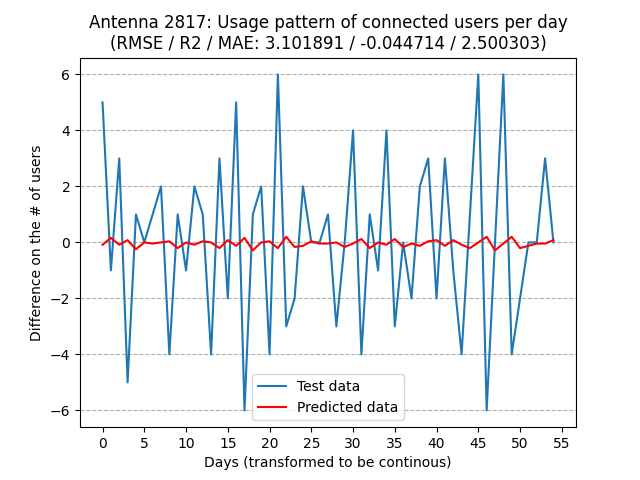 Antenna 2817: Usage pattern of connected users per day
(RMSE / R2 / MAE: 3.101891 / -0.044714 / 2.500303)
Difference on the # of users
6
4
2
0
−2
−4
−6
Test data
Predicted data
0 5 10 15 20 25 30 35 40 45 50 55
Days (transformed to be continous)